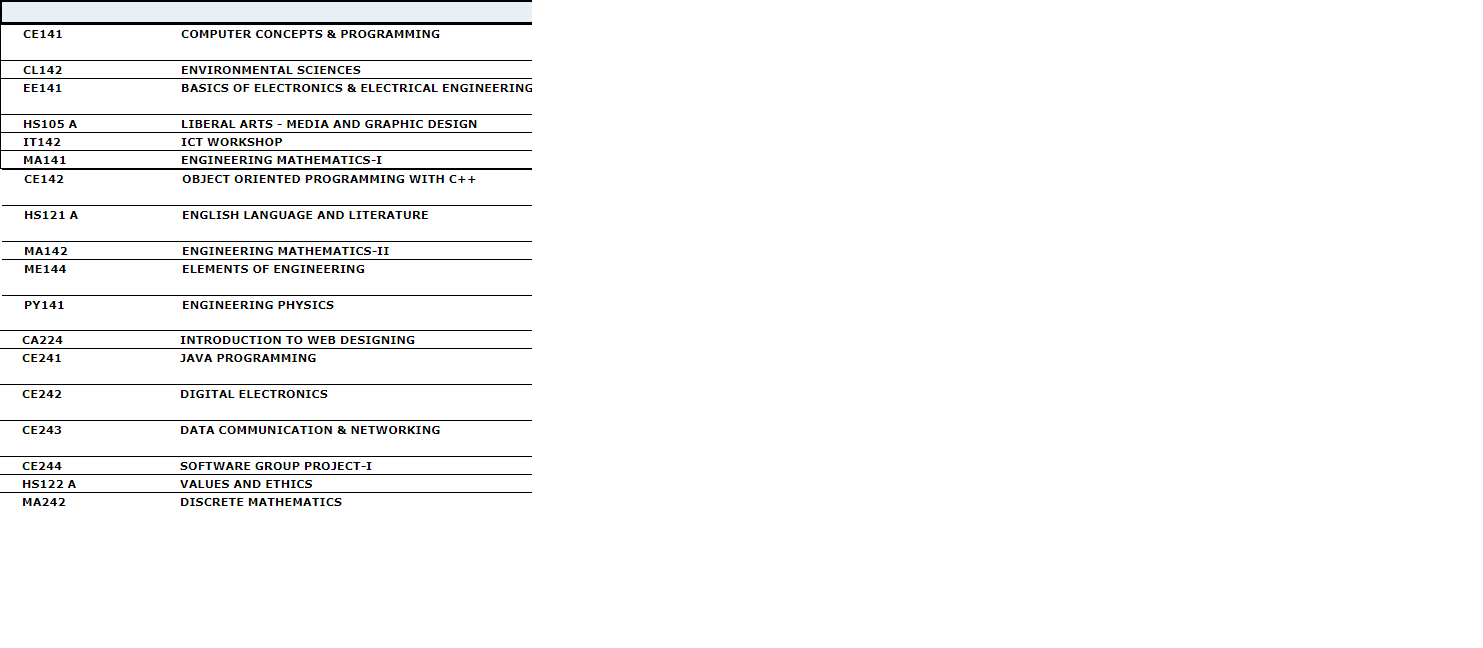 CE141 COMPUTER CONCEPTS & PROGRAMMING
CL142 ENVIRONMENTAL SCIENCES
EE141 BASICS OF ELECTRONICS & ELECTRICAL ENGINEERING
HS105 A LIBERAL ARTS - MEDIA AND GRAPHIC DESIGN
IT142 ICT WORKSHOP
MA141 ENGINEERING MATHEMATICS-I
CE142 OBJECT ORIENTED PROGRAMMING WITH C++
HS121 A ENGLISH LANGUAGE AND LITERATURE
MA142 ENGINEERING MATHEMATICS-II
ME144 ELEMENTS OF ENGINEERING
PY141 ENGINEERING PHYSICS
CA224 INTRODUCTION TO WEB DESIGNING
CE241 JAVA PROGRAMMING
CE242 DIGITAL ELECTRONICS
CE243 DATA COMMUNICATION & NETWORKING
CE244 SOFTWARE GROUP PROJECT-I
HS122 A VALUES AND ETHICS
MA242 DISCRETE MATHEMATICS